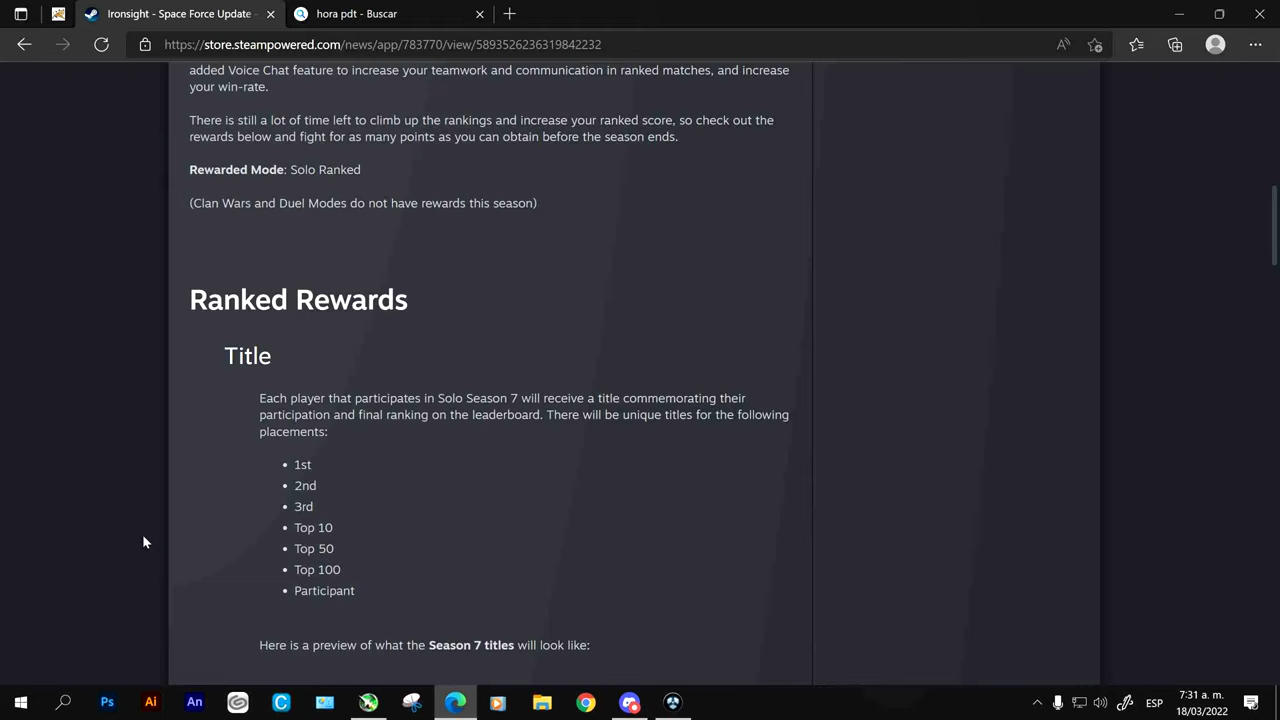 Ironsight - Space Force Update
hora pdt - Buscar
https://store.steampowered.com/news/app/783770/view/5893526236319842232
added Voice Chat feature to increase your teamwork and communication in ranked matches, and increase
your win-rate.
There is still a lot of time left to climb up the rankings and increase your ranked score, so check out the
rewards below and fight for as many points as you can obtain before the season ends.
Rewarded Mode: Solo Ranked
(Clan Wars and Duel Modes do not have rewards this season)
Ranked Rewards
Title
Each player that participates in Solo Season 7 will receive a title commemorating their
participation and final ranking on the leaderboard. There will be unique titles for the following
placements:
• 1st
• 2nd
• 3rd
• Top 10
• Top 50
• Top 100
• Participant
Here is a preview of what the Season 7 titles will look like:
Ps
Ai
An
C
ESP
7:31 a. m.
18/03/2022